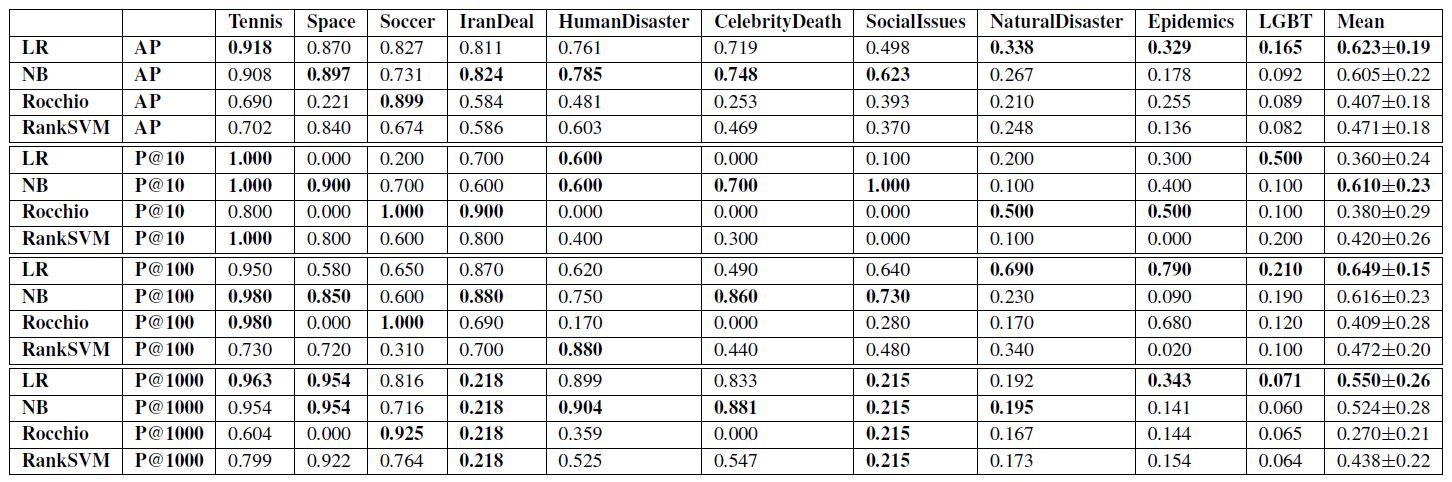 Tennis Space Soccer IranDeal HumanDisaster CelebrityDeath SocialIssues NaturalDisaster Epidemics LGBT Mean
LR AP 0.918 0.870 0.827 0.811 0.761 0.719 0.498 0.338 0.329 0.165 0.623±0.19
NB AP 0.908 0.897 0.731 0.824 0.785 0.748 0.623 0.267 0.178 0.092 0.605±0.22
Rocchio AP 0.690 0.221 0.899 0.584 0.481 0.253 0.393 0.210 0.255 0.089 0.407±0.18
RankSVM AP 0.702 0.840 0.674 0.586 0.603 0.469 0.370 0.248 0.136 0.082 0.471±0.18
LR P@10 1.000 0.000 0.200 0.700 0.600 0.000 0.100 0.200 0.300 0.500 0.360±0.24
NB P@10 1.000 0.900 0.700 0.600 0.600 0.700 1.000 0.100 0.400 0.100 0.610±0.23
Rocchio P@10 0.800 0.000 1.000 0.900 0.000 0.000 0.000 0.500 0.500 0.100 0.380±0.29
RankSVM P@10 1.000 0.800 0.600 0.800 0.400 0.300 0.000 0.100 0.000 0.200 0.420±0.26
LR P@100 0.950 0.580 0.650 0.870 0.620 0.490 0.640 0.690 0.790 0.210 0.649±0.15
NB P@100 0.980 0.850 0.600 0.880 0.750 0.860 0.730 0.230 0.090 0.190 0.616±0.23
Rocchio P@100 0.980 0.000 1.000 0.690 0.170 0.000 0.280 0.170 0.680 0.120 0.409±0.28
RankSVM P@100 0.730 0.720 0.310 0.700 0.880 0.440 0.480 0.340 0.020 0.100 0.472±0.20
LR P@1000 0.963 0.954 0.816 0.218 0.899 0.833 0.215 0.192 0.343 0.071 0.550±0.26
NB P@1000 0.954 0.954 0.716 0.218 0.904 0.881 0.215 0.195 0.141 0.060 0.524±0.28
Rocchio P@1000 0.604 0.000 0.925 0.218 0.359 0.000 0.215 0.167 0.144 0.065 0.270±0.21
RankSVM P@1000 0.799 0.922 0.764 0.218 0.525 0.547 0.215 0.173 0.154 0.064 0.438±0.22